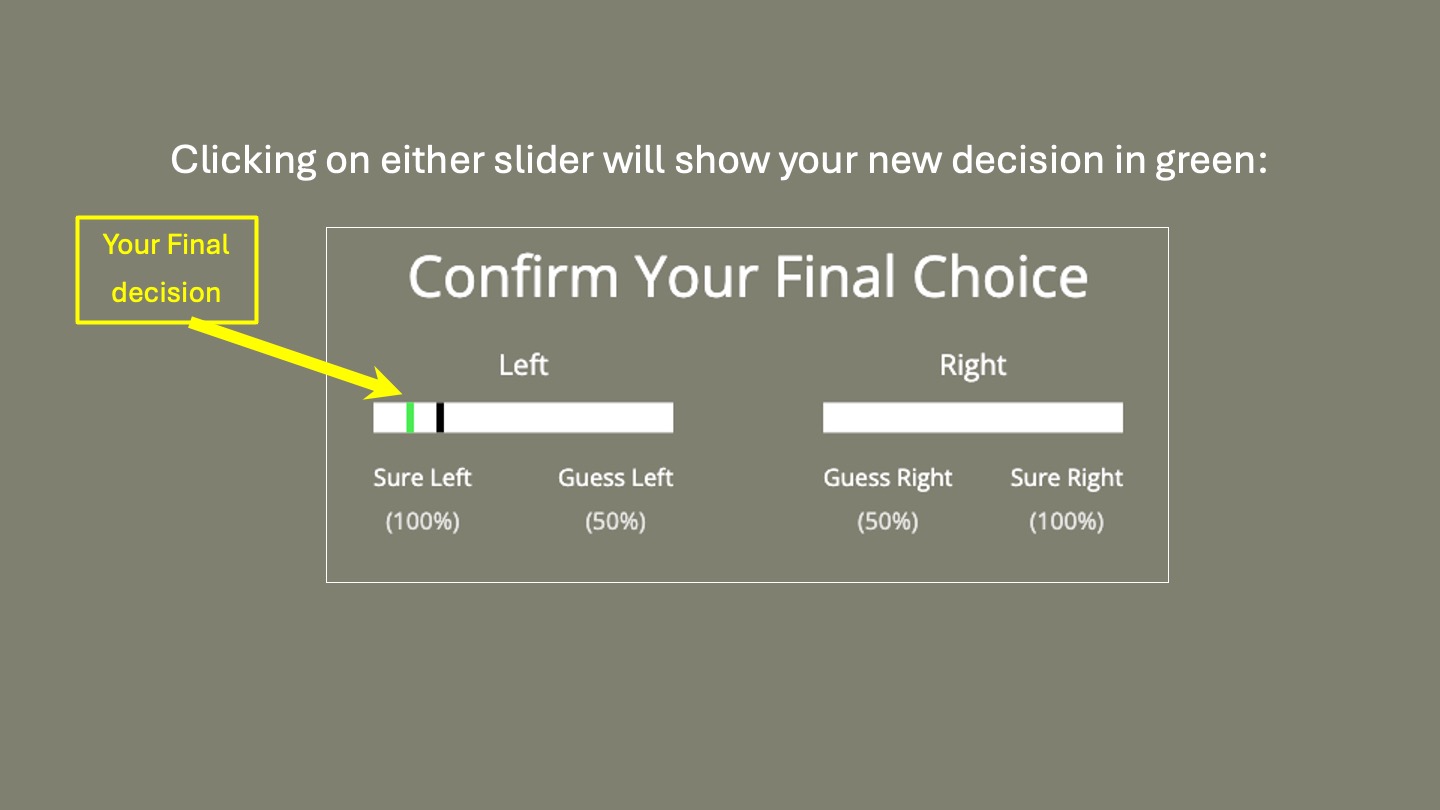 Clicking on either slider will show your new decision in green:
Your Final
decision
Confirm Your Final Choice
Left
Right
Sure Left
Guess Left
Guess Right
Sure Right
(100%)
(50%)
(50%)
(100%)